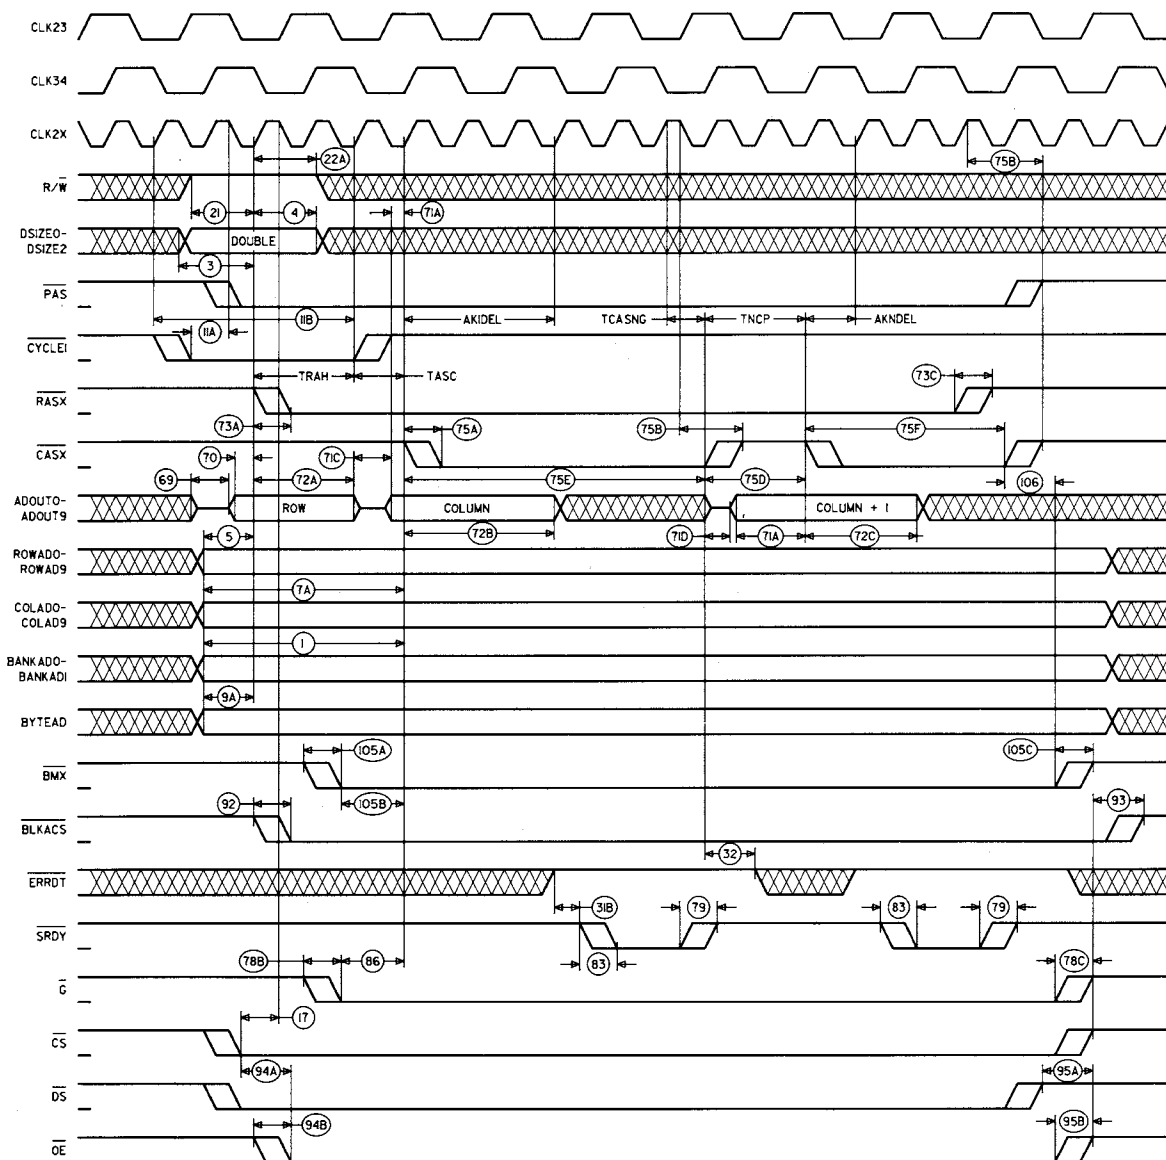 CLK23
CLK34
CLK2X
22A
75B
R/W
21
4
71A
DSIZE0-
DSIZE2
DOUBLE
3
PAS
11B
AKIDEL
TCASNG
TNCP
AKNDEL
11A
CYCLEI
TRAH
TASC
RASX
73A
73C
75A
75B
75F
CASX
70
71C
69
72A
75E
75D
106
ADOUT0-
ADOUT9
ROW
COLUMN
COLUMN + 1
5
72B
71D
71A
72C
ROWAD0-
ROWAD9
7A
COLAD0-
COLAD9
1
BANKAD0-
BANKAD1
9A
BYTEAD
105A
105C
BMX
92
105B
93
BLKACS
32
ERRDT
31B
79
83
79
SRDY
78B
86
83
78C
G
17
CS
94A
95A
DS
94B
95B
OE